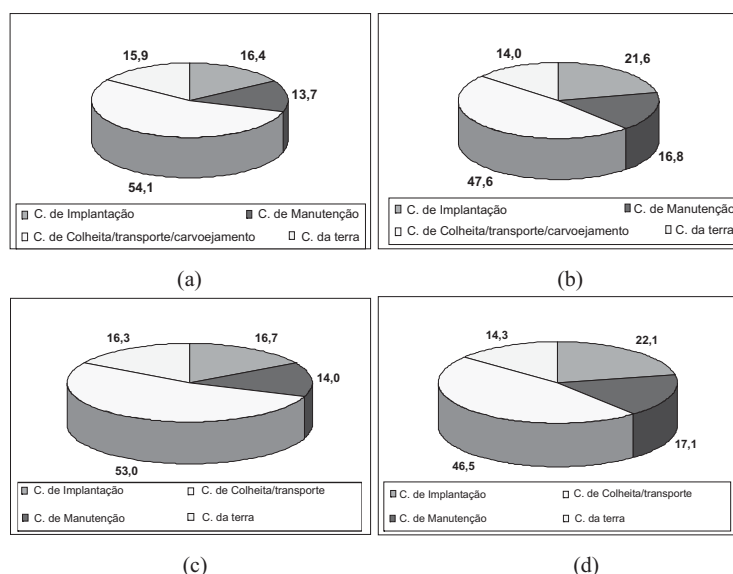 15,9 16,4
13,7
54,1
C. de Implantação C. de Manutenção
C. de Colheita/transporte/carvoejamento C. da terra
(a)
14,0 21,6
16,8
47,6
C. de Implantação C. de Manutenção
C. de Colheita/transporte/carvoejamento C. da terra
(b)
16,3 16,7
14,0
53,0
C. de Implantação C. de Colheita/transporte
C. de Manutenção C. da terra
(c)
14,3 22,1
17,1
46,5
C. de Implantação C. de Colheita/transporte
C. de Manutenção C. da terra
(d)